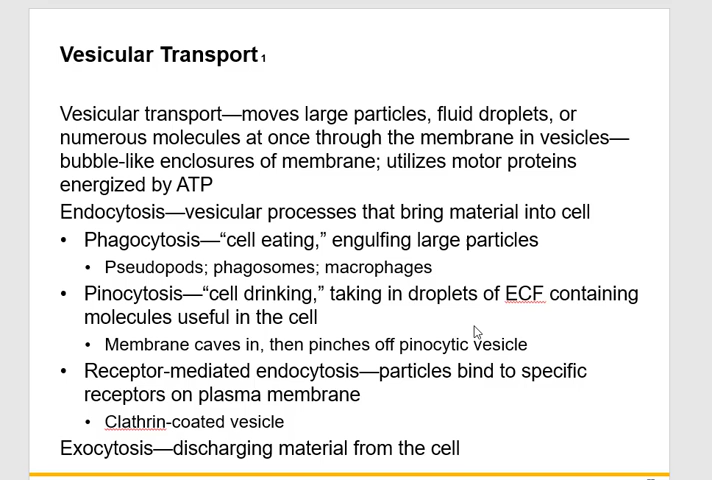 Vesicular Transport 1
Vesicular transport—moves large particles, fluid droplets, or
numerous molecules at once through the membrane in vesicles—
bubble-like enclosures of membrane; utilizes motor proteins
energized by ATP
Endocytosis—vesicular processes that bring material into cell
• Phagocytosis—“cell eating,” engulfing large particles
• Pseudopods; phagosomes; macrophages
• Pinocytosis—“cell drinking,” taking in droplets of ECF containing
molecules useful in the cell
• Membrane caves in, then pinches off pinocytic vesicle
• Receptor-mediated endocytosis—particles bind to specific
receptors on plasma membrane
• Clathrin-coated vesicle
Exocytosis—discharging material from the cell